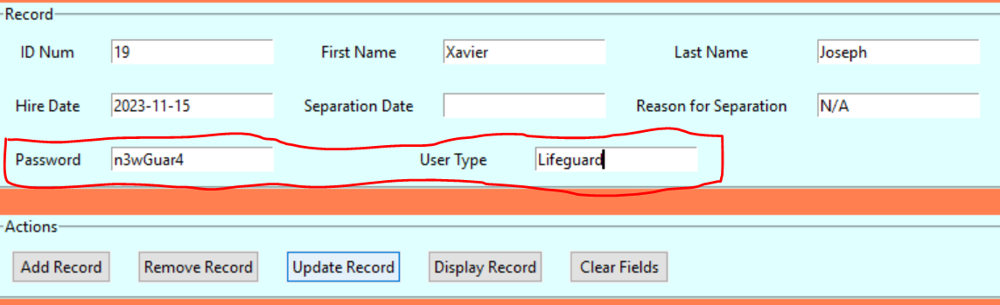 Record
ID Num 19 First Name Xavier Last Name Joseph
Hire Date 2023-11-15 Separation Date Reason for Separation N/A
Password n3wGuar4 User Type Lifeguard
Actions
Add Record Remove Record Update Record Display Record Clear Fields